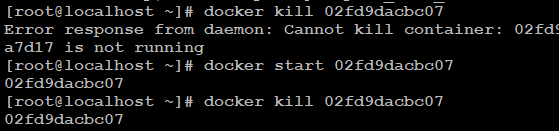 [root@localhost ~]# docker kill 02fd9dacbc07
Error response from daemon: Cannot kill container: 02fd9
a7d17 is not running
[root@localhost ~]# docker start 02fd9dacbc07
02fd9dacbc07
[root@localhost ~]# docker kill 02fd9dacbc07
02fd9dacbc07